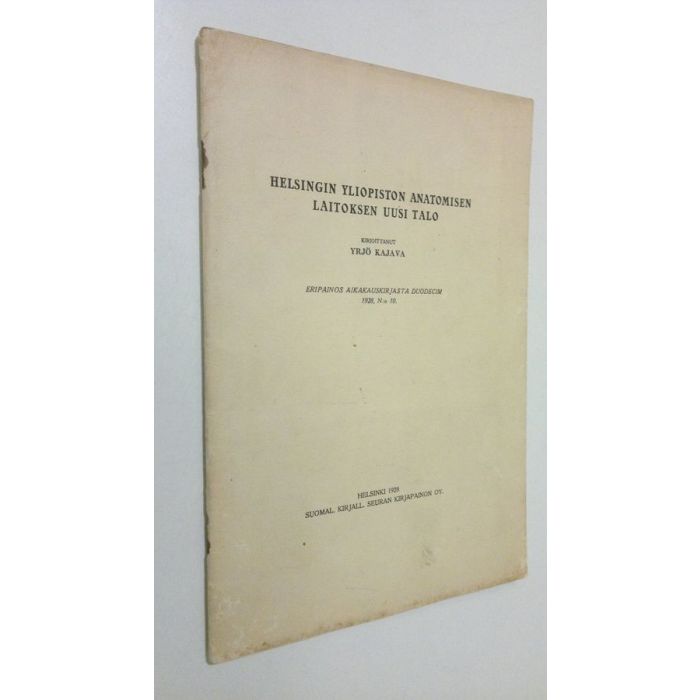 HELSINGIN YLIOPISTON ANATOMISEN
LAITOKSEN UUSI TALO
KIRJOITTANUT
YRJÖ KAJAVA
ERIPAINOS AIKAKAUSKIRJASTA DUODECIM
1928, N:o 10.
HELSINKI 1928
SUOMAL. KIRJALL. SEURAN KIRJAPAINON OY.